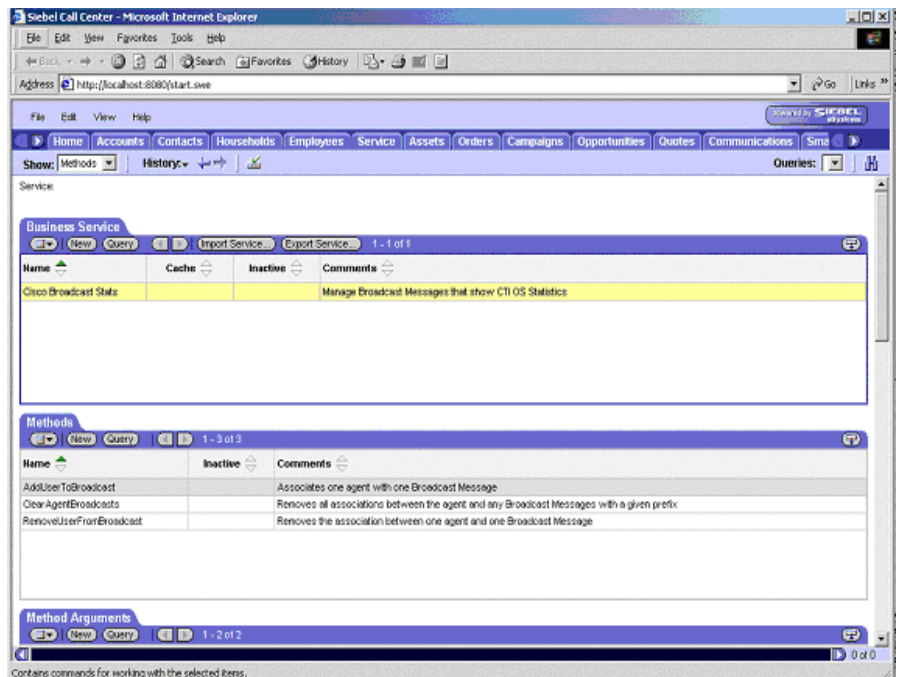 Siebel Call Center - Microsoft Internet Explorer
File Edit View Favorites Tools Help
Back Search Favorites History
Address http://localhost:8080/start.swe Go Links »
File Edit View Help Powered by SIEBEL
Home Accounts Contacts Households Employees Service Assets Orders Campaigns Opportunities Quotes Communications Sma
Show: Methods History: Queries:
Service:
Business Service
New Query Import Service... Export Service... 1 - 1 of 1
Name Cache Inactive Comments
Cisco Broadcast Stats Manage Broadcast Messages that show CTI OS Statistics
Methods
New Query 1 - 3 of 3
Name Inactive Comments
AddUserToBroadcast Associates one agent with one Broadcast Message
ClearAgentBroadcasts Removes all associations between the agent and any Broadcast Messages with a given prefix
RemoveUserFromBroadcast Removes the association between one agent and one Broadcast Message
Method Arguments
New Query 1 - 2 of 2
0 of 0
Contains commands for working with the selected items.